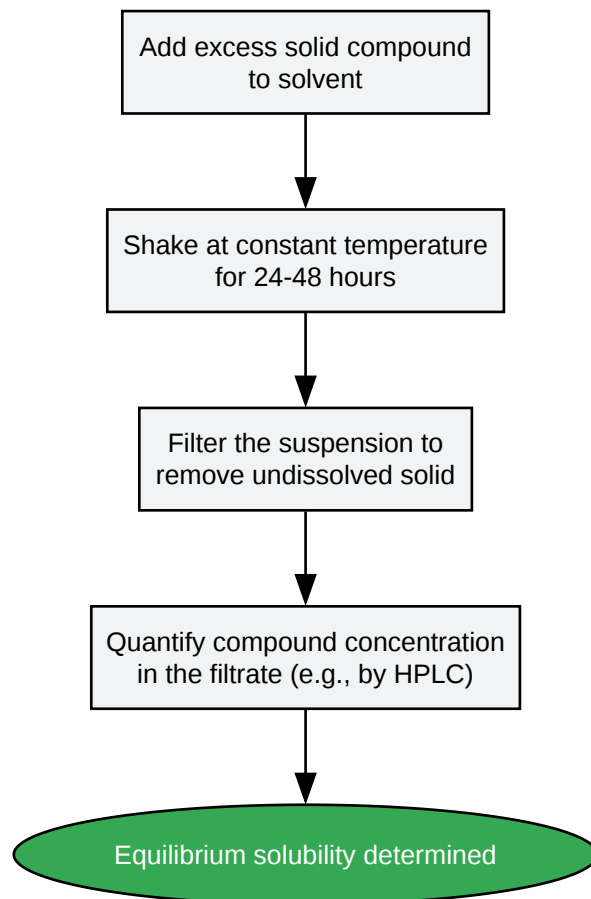 Add excess solid compound
to solvent
Shake at constant temperature
for 24-48 hours
Filter the suspension to
remove undissolved solid
Quantify compound concentration
in the filtrate (e.g., by HPLC)
Equilibrium solubility determined